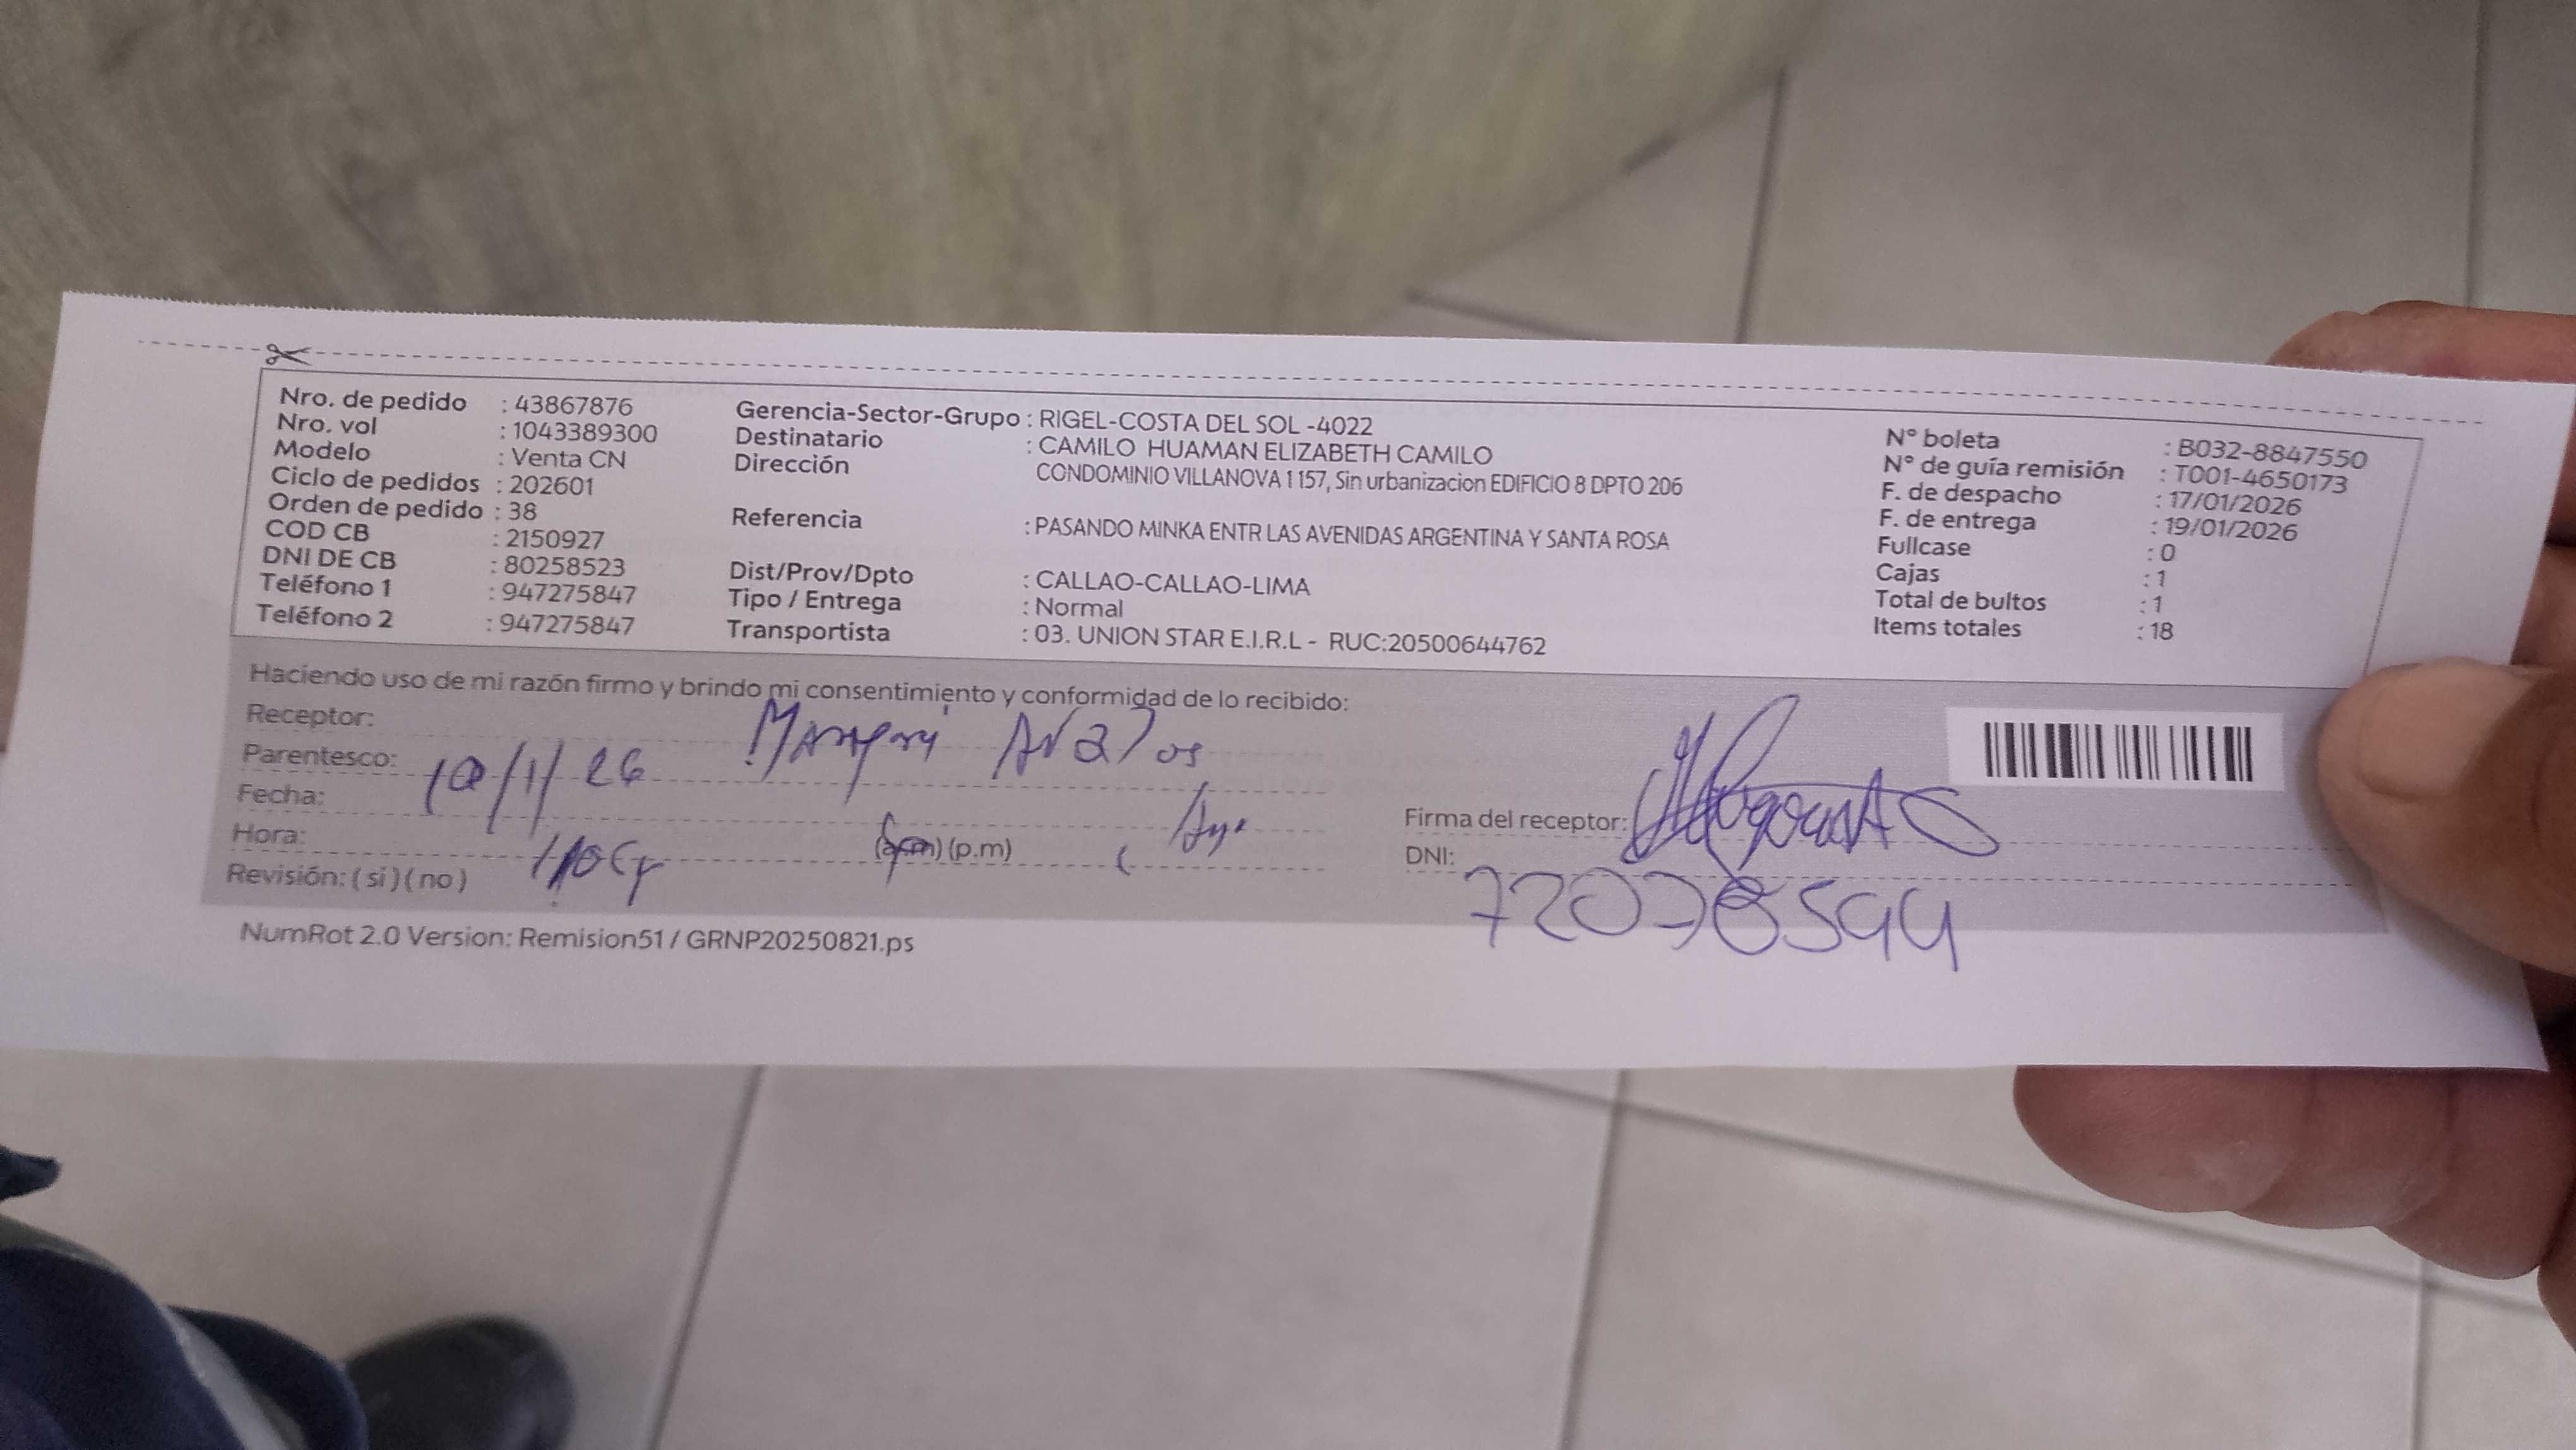 Nro. de pedido : 43867876
Nro. vol : 1043389300
Modelo : Venta CN
Ciclo de pedidos : 202601
Orden de pedido : 38
COD CB : 2150927
DNI DE CB : 80258523
Teléfono 1 : 947275847
Teléfono 2 : 947275847
Gerencia-Sector-Grupo : RIGEL-COSTA DEL SOL -4022
Destinatario : CAMILO HUAMAN ELIZABETH CAMILO
Dirección CONDOMINIO VILLANOVA 1157, Sin urbanizacion EDIFICIO 8 DPTO 206
Referencia : PASANDO MINKA ENTR LAS AVENIDAS ARGENTINA Y SANTA ROSA
Dist/Prov/Dpto : CALLAO-CALLAO-LIMA
Tipo / Entrega : Normal
Transportista : 03. UNION STAR E.I.R.L - RUC:20500644762
N° boleta : B032-8847550
N° de guía remisión : T001-4650173
F. de despacho : 17/01/2026
F. de entrega : 19/01/2026
Fullcase : 0
Cajas : 1
Total de bultos : 1
Items totales : 18
Haciendo uso de mi razón firmo y brindo mi consentimiento y conformidad de lo recibido:
Receptor:
Parentesco:
Fecha:
Hora: (p.m)
Revisión: ( si ) ( no )
Firma del receptor:
DNI: 72078594
NumRot 2.0 Version: Remision51 / GRNP20250821.ps